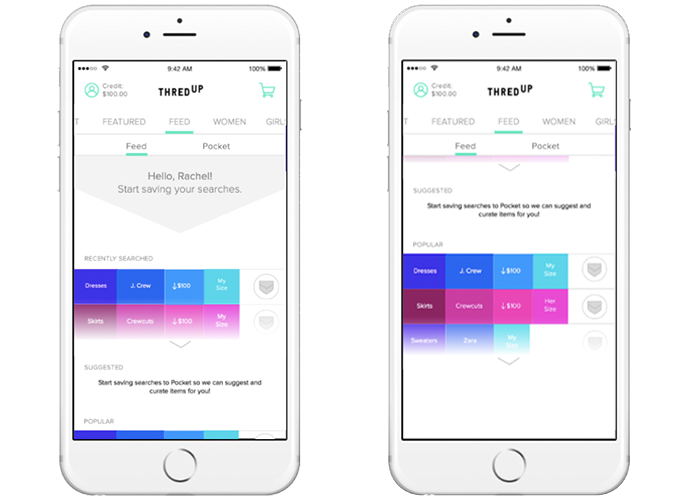 9:42 AM
100%
Credit:
$100.00
THREDUP
T FEATURED FEED WOMEN GIRL
Feed Pocket
Hello, Rachel!
Start saving your searches.
RECENTLY SEARCHED
Dresses J. Crew ↓$100 My
Size
Skirts Crewcuts ↓$100 My
Size
SUGGESTED
Start saving searches to Pocket so we can suggest and
curate items for you!
POPULAR
9:42 AM
100%
Credit:
$100.00
THREDUP
T FEATURED FEED WOMEN GIRL
Feed Pocket
SUGGESTED
Start saving searches to Pocket so we can suggest and
curate items for you!
POPULAR
Dresses J. Crew ↓$100 My
Size
Skirts Crewcuts ↓$100 Her
Size
Sweaters Zara My
Size